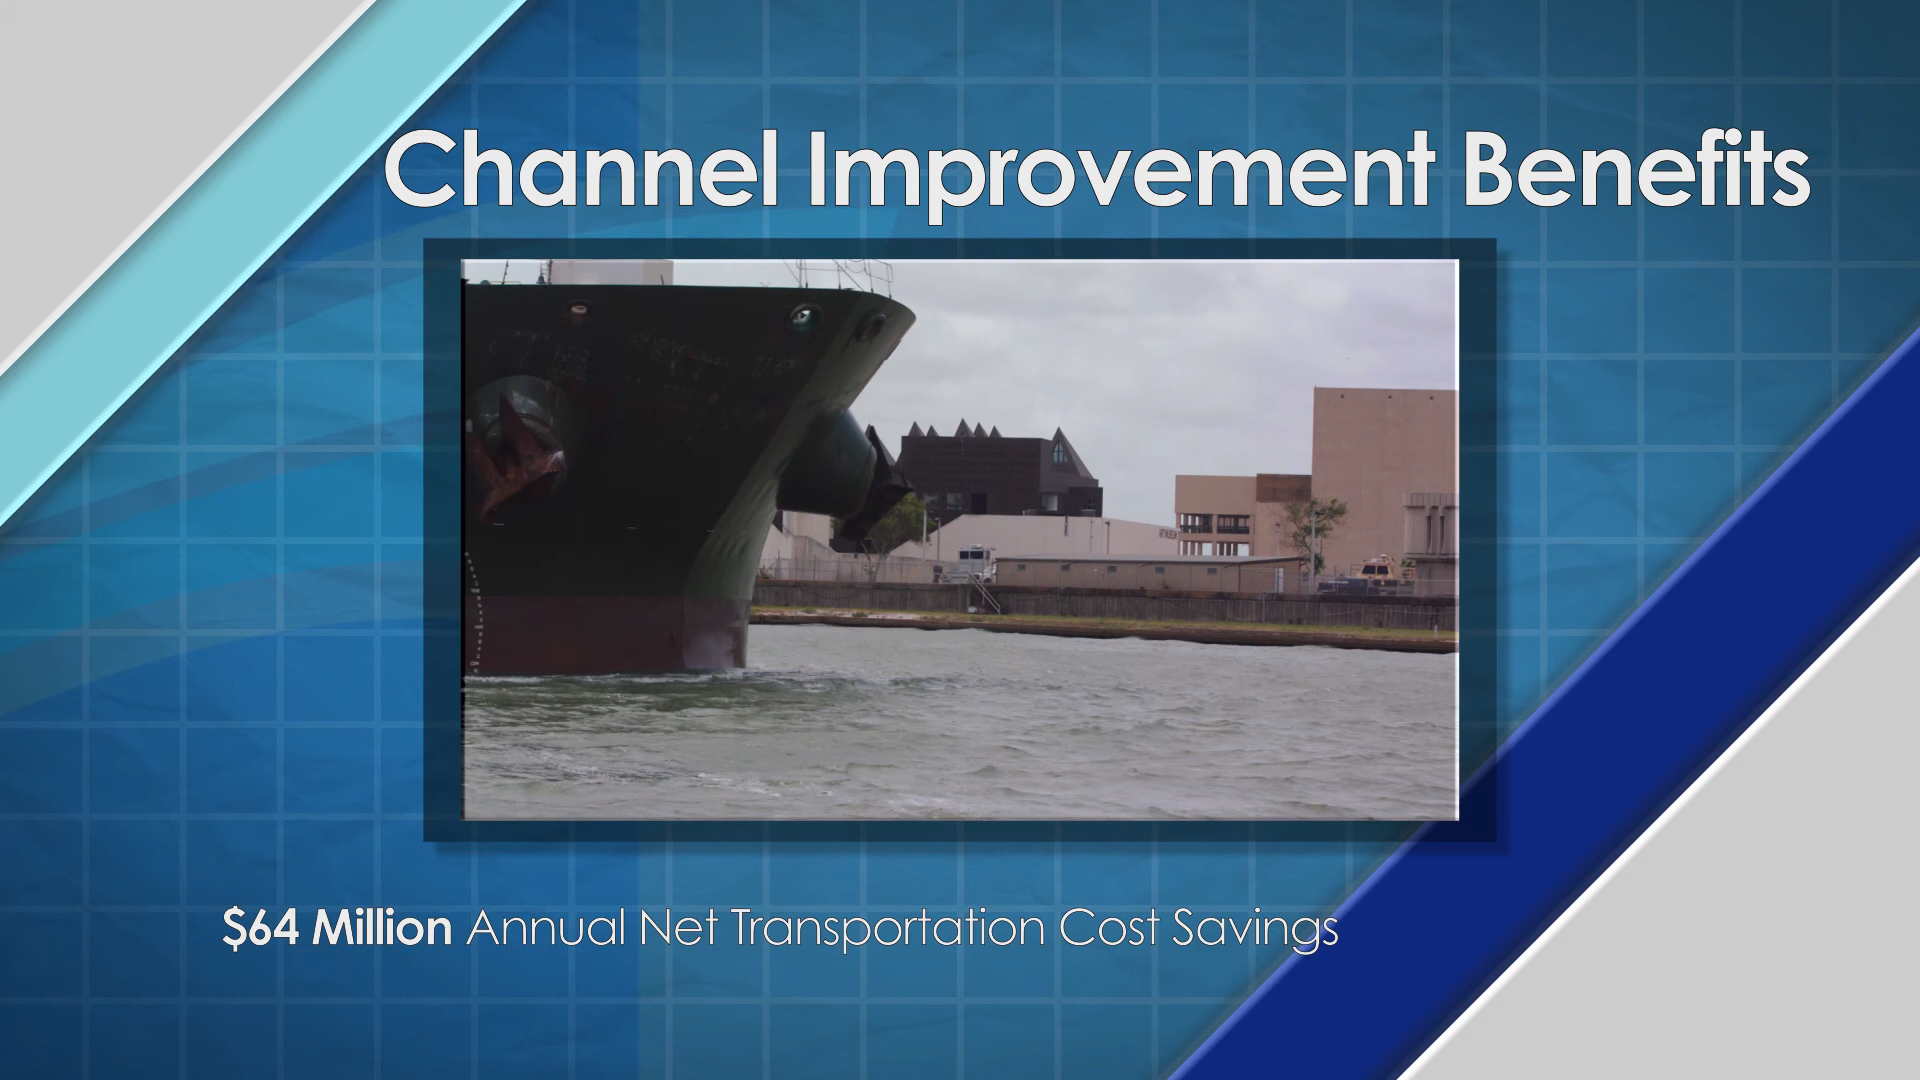 Channel Improvement Benefits
$64 Million Annual Net Transportation Cost Savings